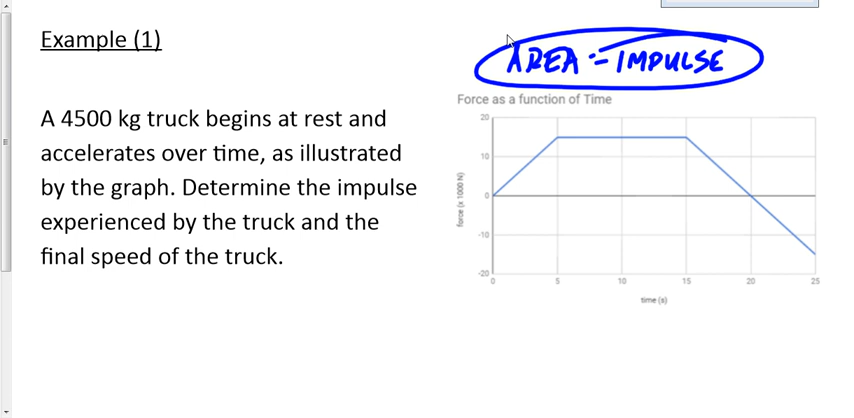 Example (1)
AREA = IMPULSE
A 4500 kg truck begins at rest and
accelerates over time, as illustrated
by the graph. Determine the impulse
experienced by the truck and the
final speed of the truck.
Force as a function of Time
force (x 1000 N)
20
10
0
-10
-20
0 5 10 15 20 25
time (s)